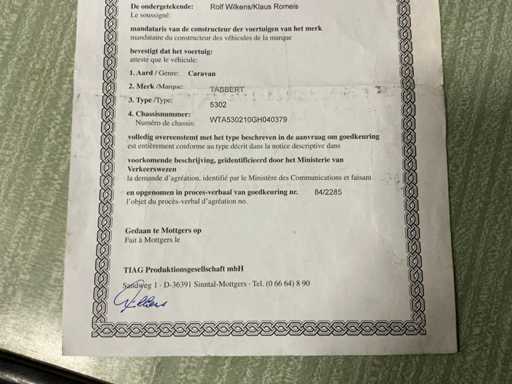 De ondergetekende: Rolf Wilkens/Klaus Romeis
Le soussigné:
mandataris van de constructeur der voertuigen van het merk
mandataire du constructeur des véhicules de la marque
bevestigt dat het voertuig:
atteste que le véhicule:
1. Aard / Genre: Caravan
2. Merk /Marque: TABBERT
3. Type /Type: 5302
4. Chassisnummer:
Numéro de chassis: WTA530210GH040379
volledig overeenstemt met het type beschreven in de aanvraag om goedkeuring
est entièrement conforme au type décrit dans la notice descriptive dans
voorkomende beschrijving, geïdentificieerd door het Ministerie van
Verkeerswezen
la demande d'agréation, identifié par le Ministère des Communications et faisant
en opgenomen in proces-verbaal van goedkeuring nr. 84/2285
l'objet du procès-verbal d'agréation no.
Gedaan te Mottgers op
Fait à Mottgers le
TIAG Produktionsgesellschaft mbH
Sandweg 1 · D-36391 Sinntal-Mottgers · Tel. (0 66 64) 8 90